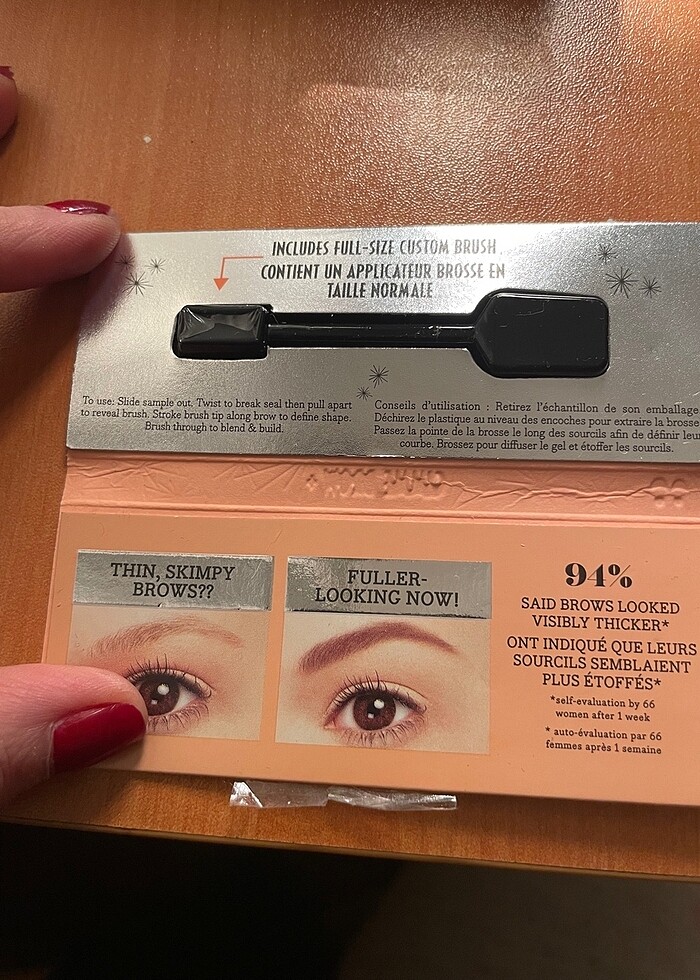 INCLUDES FULL-SIZE CUSTOM BRUSH
CONTIENT UN APPLICATEUR BROSSE EN
TAILLE NORMALE
To use: Slide sample out. Twist to break seal then pull apart
to reveal brush. Stroke brush tip along brow to define shape.
Brush through to blend & build.
Conseils d'utilisation : Retirez l'échantillon de son emballage
Déchirez le plastique au niveau des encoches pour extraire la brosse
Passez la pointe de la brosse le long des sourcils afin de définir leur
courbe. Brossez pour diffuser le gel et étoffer les sourcils.
THIN, SKIMPY
BROWS??
FULLER-
LOOKING NOW!
94%
SAID BROWS LOOKED
VISIBLY THICKER*
ONT INDIQUÉ QUE LEURS
SOURCILS SEMBLAIENT
PLUS ÉTOFFÉS*
*self-evaluation by 66
women after 1 week
* auto-évaluation par 66
femmes après 1 semaine